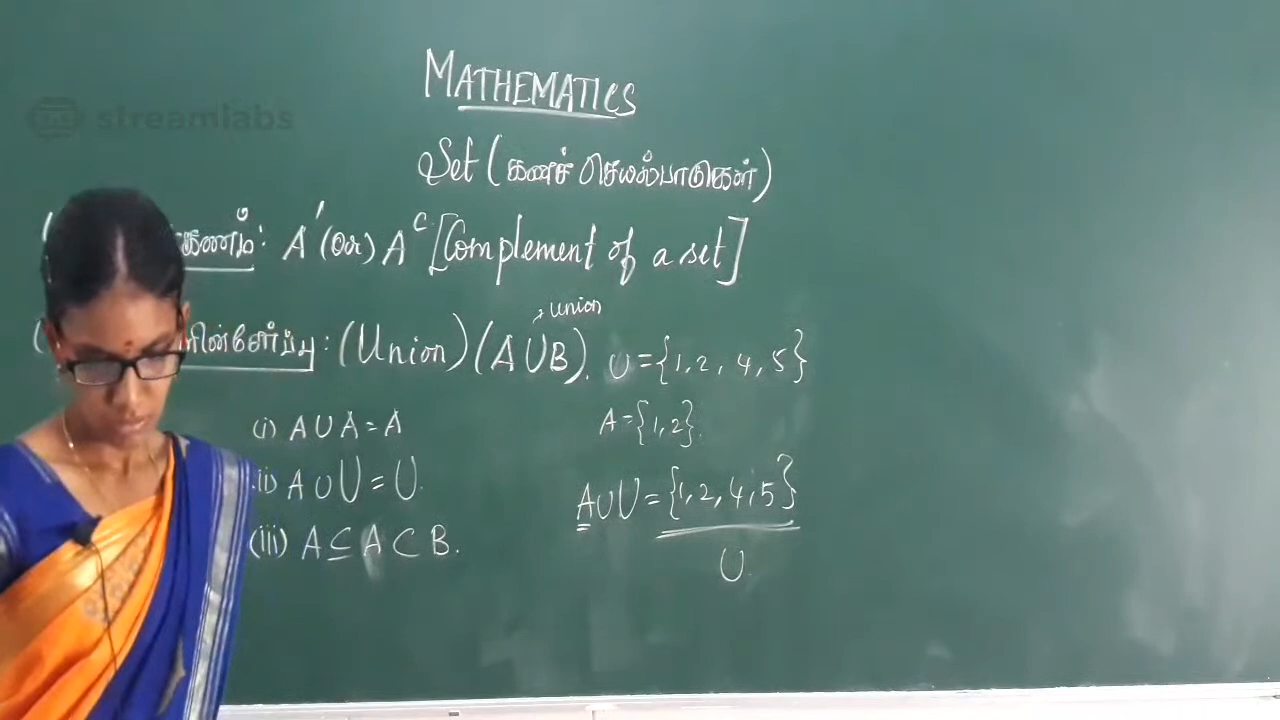 streamlabs
MATHEMATICS
Set (கணச் செயல்பாடுகள்)
A' (Or) A^c [Complement of a set]
union
(Union) (A ∪ B). U = {1, 2, 4, 5}
(i) A ∪ A = A
A = {1, 2}.
ii) A ∪ U = U.
A ∪ U = {1, 2, 4, 5}
(iii) A ⊆ A ⊂ B.
U.